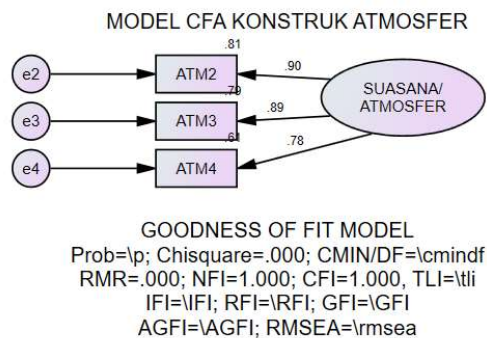 MODEL CFA KONSTRUK ATMOSFER
.81
e2 ATM2 .90
SUASANA/
ATMOSFER
.79
e3 ATM3 .89
.61
e4 ATM4 .78
GOODNESS OF FIT MODEL
Prob=\p; Chisquare=.000; CMIN/DF=\cmindf
RMR=.000; NFI=1.000; CFI=1.000, TLI=\tli
IFI=\IFI; RFI=\RFI; GFI=\GFI
AGFI=\AGFI; RMSEA=\rmsea